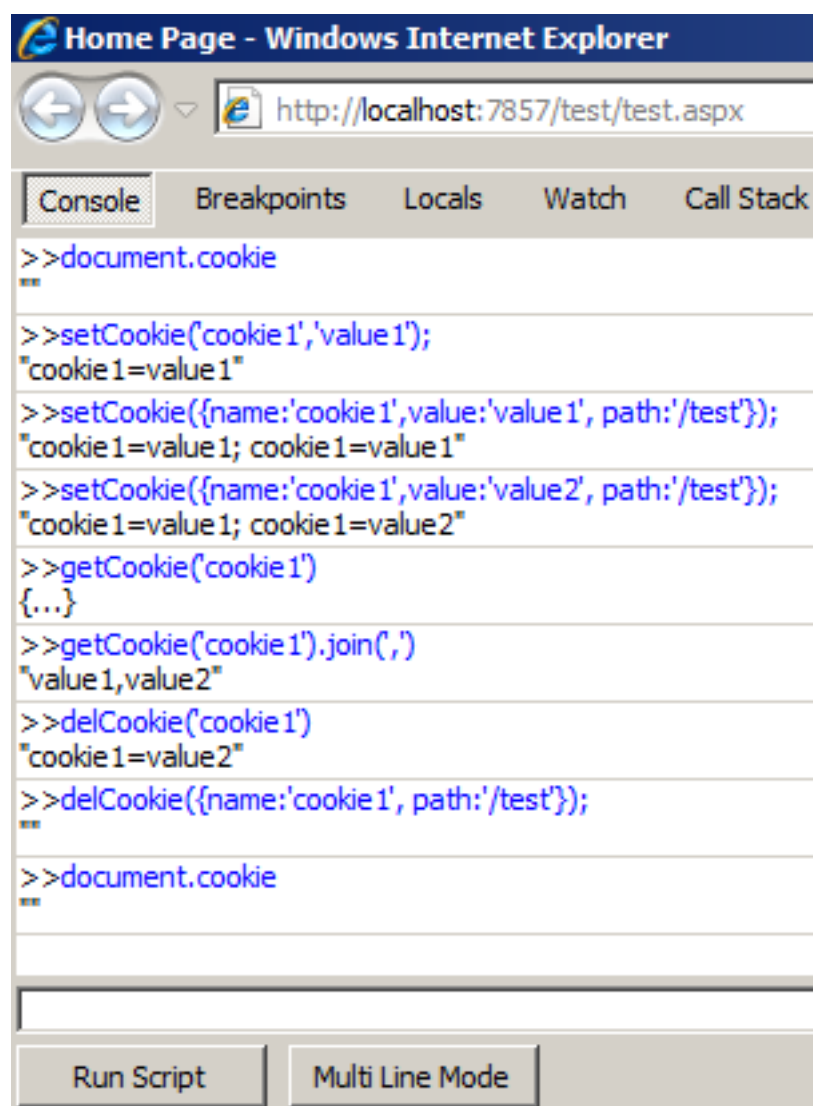 Home Page - Windows Internet Explorer
http://localhost:7857/test/test.aspx
Console Breakpoints Locals Watch Call Stack
>>document.cookie
""
>>setCookie('cookie1','value1');
"cookie1=value1"
>>setCookie({name:'cookie1',value:'value1', path:'/test'});
"cookie1=value1; cookie1=value1"
>>setCookie({name:'cookie1',value:'value2', path:'/test'});
"cookie1=value1; cookie1=value2"
>>getCookie('cookie1')
{...}
>>getCookie('cookie1').join(',')
"value1,value2"
>>delCookie('cookie1')
"cookie1=value2"
>>delCookie({name:'cookie1', path:'/test'});
""
>>document.cookie
""
Run Script Multi Line Mode